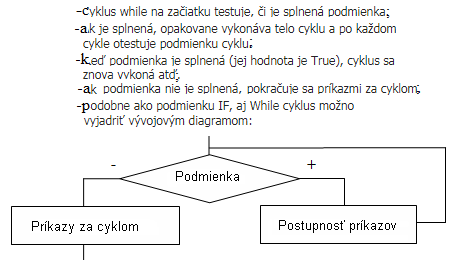 -Cyklus while na začiatku testuje, či je splnená podmienka;
-ak je splnená, opakovane vykonáva telo cyklu a po každom
cykle otestuje podmienku cyklu;
-keď podmienka je splnená (jej hodnota je True), cyklus sa
znova vykoná atď;
-ak podmienka nie je splnená, pokračuje sa príkazmi za cyklom;
-podobne ako podmienku IF, aj While cyklus možno
vyjadriť vývojovým diagramom:
-
+
Podmienka
Príkazy za cyklom
Postupnosť príkazov